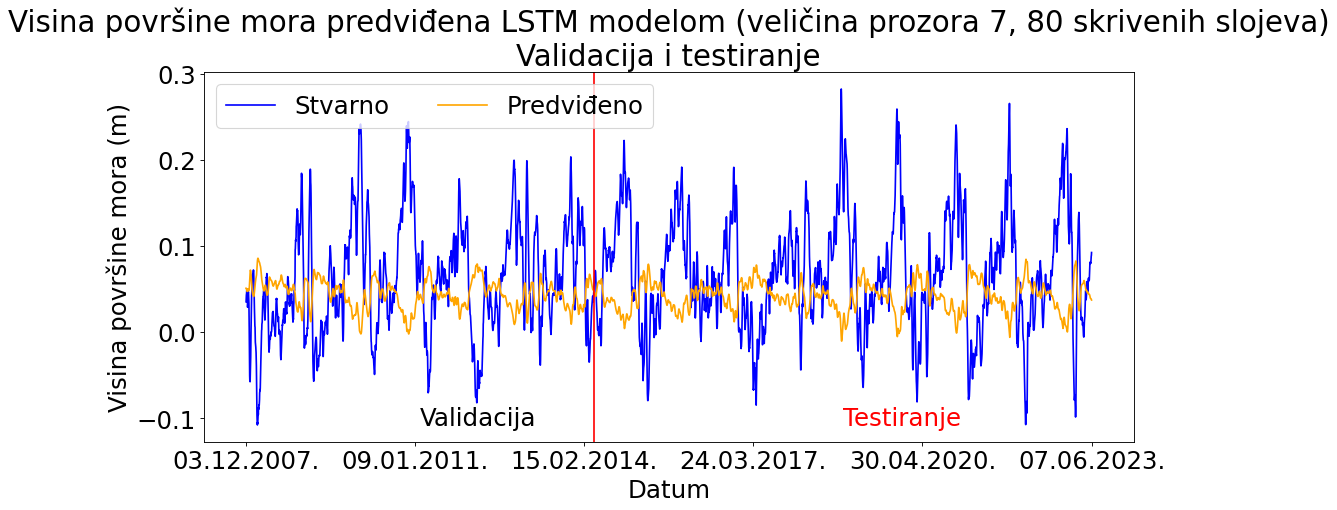 Visina površine mora predviđena LSTM modelom (veličina prozora 7, 80 skrivenih slojeva)
Validacija i testiranje
Stvarno
Predviđeno
Visina površine mora (m)
0.3
0.2
0.1
0.0
−0.1
Validacija
Testiranje
03.12.2007.
09.01.2011.
15.02.2014.
24.03.2017.
30.04.2020.
07.06.2023.
Datum